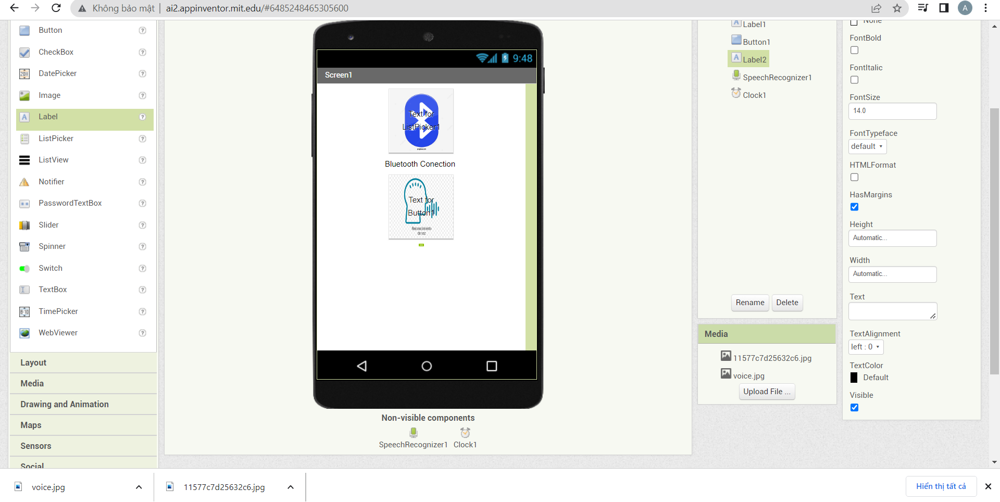 Không bảo mật | ai2.appinventor.mit.edu/#6485248465305600
A
Button ?
CheckBox ?
DatePicker ?
Image ?
Label ?
ListPicker ?
ListView ?
Notifier ?
PasswordTextBox ?
Slider ?
Spinner ?
Switch ?
TextBox ?
TimePicker ?
WebViewer ?
Layout
Media
Drawing and Animation
Maps
Sensors
Social
9:48
Screen1
Text for
ListPicker1
Bluetooth Conection
Text for
Button1
Reconocimiento
de voz
Non-visible components
SpeechRecognizer1 Clock1
Label1
Button1
Label2
SpeechRecognizer1
Clock1
Rename Delete
Media
11577c7d25632c6.jpg
voice.jpg
Upload File ...
None
FontBold
FontItalic
FontSize
14.0
FontTypeface
default
HTMLFormat
HasMargins
Height
Automatic...
Width
Automatic...
Text
TextAlignment
left : 0
TextColor
Default
Visible
voice.jpg
11577c7d25632c6.jpg
Hiển thị tất cả